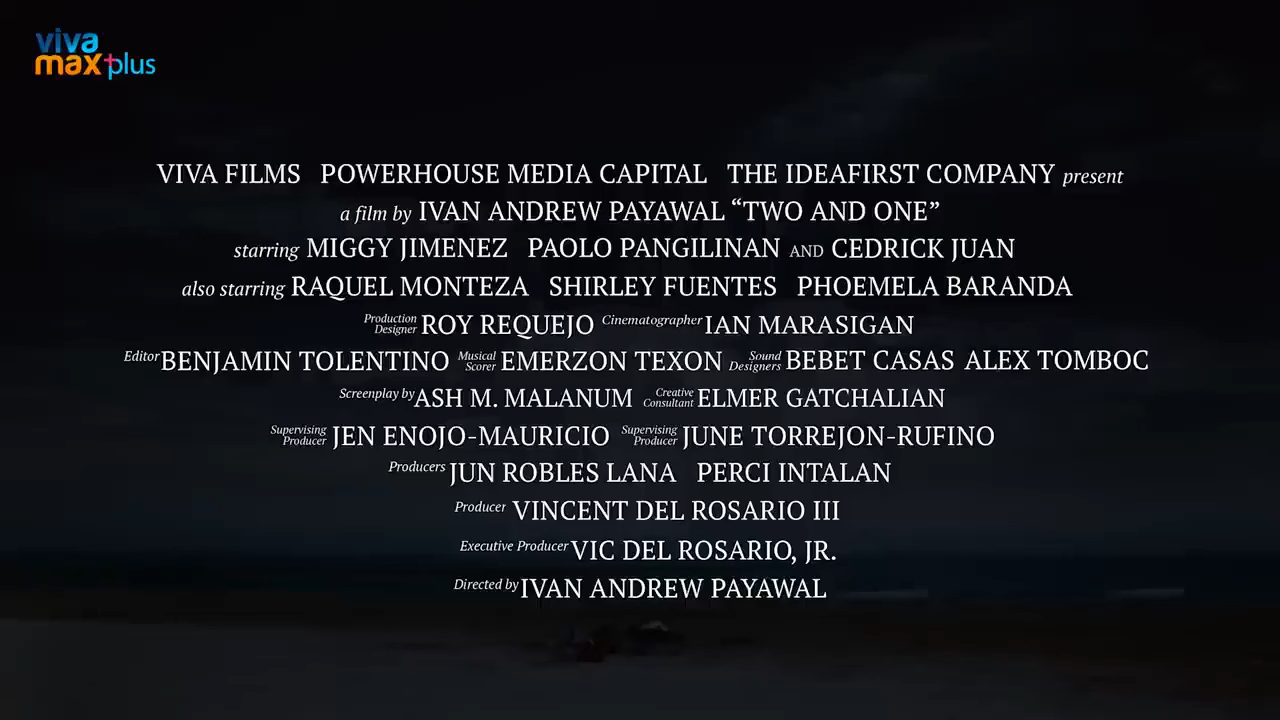 viva
max plus
VIVA FILMS POWERHOUSE MEDIA CAPITAL THE IDEAFIRST COMPANY present
a film by IVAN ANDREW PAYAWAL “TWO AND ONE”
starring MIGGY JIMENEZ PAOLO PANGILINAN AND CEDRICK JUAN
also starring RAQUEL MONTEZA SHIRLEY FUENTES PHOEMELA BARANDA
Production Designer ROY REQUEJO Cinematographer IAN MARASIGAN
Editor BENJAMIN TOLENTINO Musical Scorer EMERZON TEXON Sound Designers BEBET CASAS ALEX TOMBOC
Screenplay by ASH M. MALANUM Creative Consultant ELMER GATCHALIAN
Supervising Producer JEN ENOJO-MAURICIO Supervising Producer JUNE TORREJON-RUFINO
Producers JUN ROBLES LANA PERCI INTALAN
Producer VINCENT DEL ROSARIO III
Executive Producer VIC DEL ROSARIO, JR.
Directed by IVAN ANDREW PAYAWAL